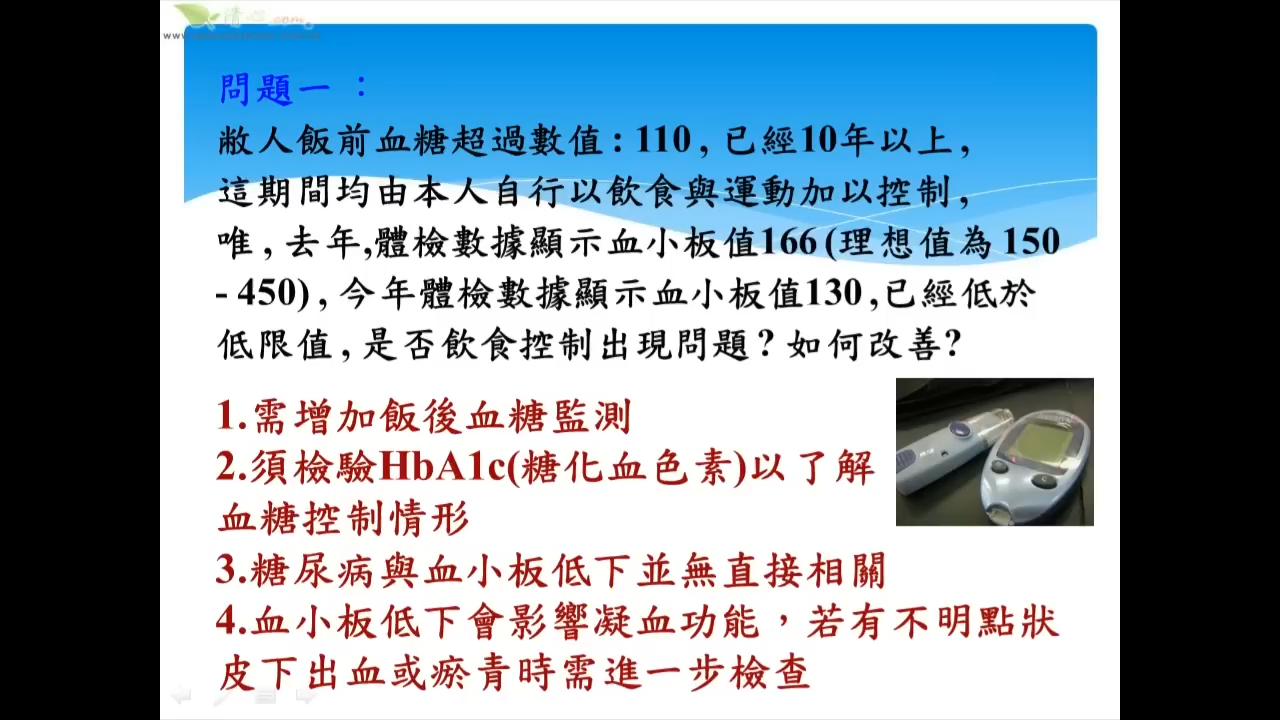 清心.com
問題一：
敝人飯前血糖超過數值: 110 , 已經10年以上 ,
這期間均由本人自行以飲食與運動加以控制 ,
唯 , 去年,體檢數據顯示血小板值166 (理想值為 150
- 450) , 今年體檢數據顯示血小板值130 ,已經低於
低限值 , 是否飲食控制出現問題 ? 如何改善?
1.需增加飯後血糖監測
2.須檢驗HbA1c(糖化血色素)以了解
血糖控制情形
3.糖尿病與血小板低下並無直接相關
4.血小板低下會影響凝血功能，若有不明點狀
皮下出血或瘀青時需進一步檢查